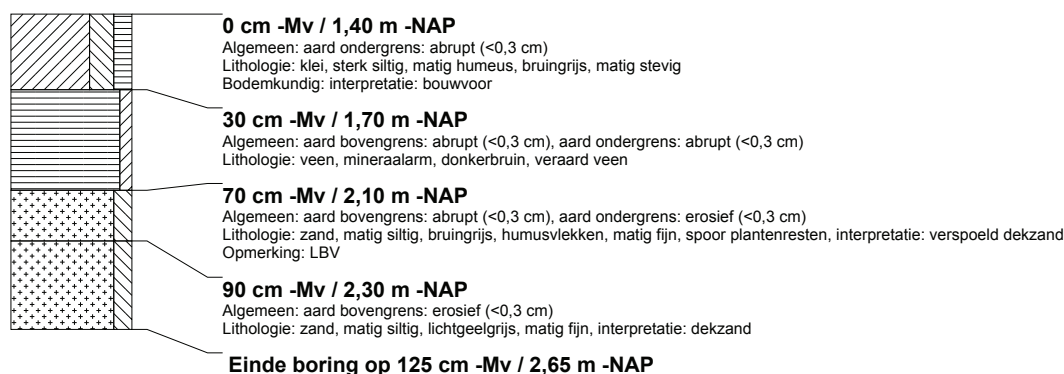 0 cm -Mv / 1,40 m -NAP
Algemeen: aard ondergrens: abrupt (<0,3 cm)
Lithologie: klei, sterk siltig, matig humeus, bruingrijs, matig stevig
Bodemkundig: interpretatie: bouwvoor
30 cm -Mv / 1,70 m -NAP
Algemeen: aard bovengrens: abrupt (<0,3 cm), aard ondergrens: abrupt (<0,3 cm)
Lithologie: veen, mineraalarm, donkerbruin, veraard veen
70 cm -Mv / 2,10 m -NAP
Algemeen: aard bovengrens: abrupt (<0,3 cm), aard ondergrens: erosief (<0,3 cm)
Lithologie: zand, matig siltig, bruingrijs, humusvlekken, matig fijn, spoor plantenresten, interpretatie: verspoeld dekzand
Opmerking: LBV
90 cm -Mv / 2,30 m -NAP
Algemeen: aard bovengrens: erosief (<0,3 cm)
Lithologie: zand, matig siltig, lichtgeelgrijs, matig fijn, interpretatie: dekzand
Einde boring op 125 cm -Mv / 2,65 m -NAP